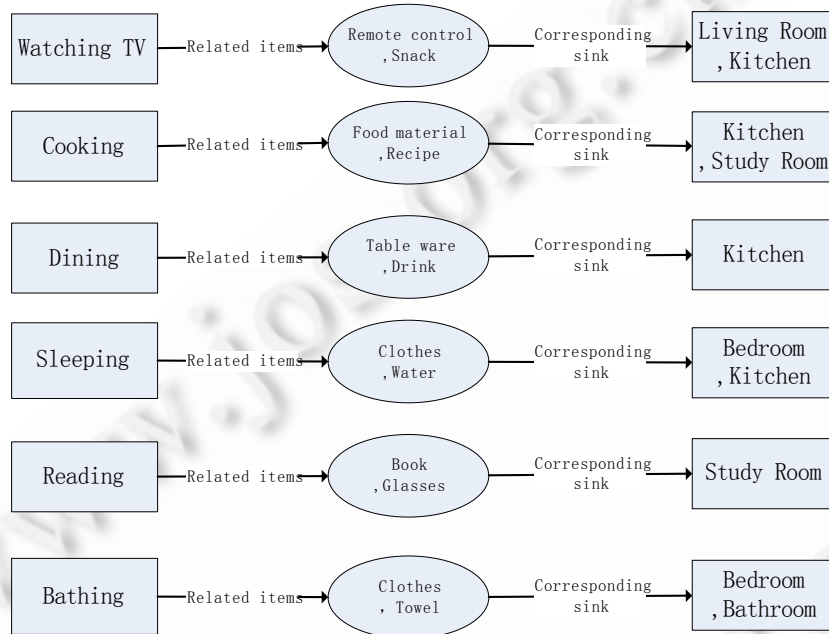 Watching TV
Related items
Remote control
,Snack
Corresponding
sink
Living Room
,Kitchen
Cooking
Related items
Food material
,Recipe
Corresponding
sink
Kitchen
,Study Room
Dining
Related items
Table ware
,Drink
Corresponding
sink
Kitchen
Sleeping
Related items
Clothes
,Water
Corresponding
sink
Bedroom
,Kitchen
Reading
Related items
Book
,Glasses
Corresponding
sink
Study Room
Bathing
Related items
Clothes
, Towel
Corresponding
sink
Bedroom
,Bathroom